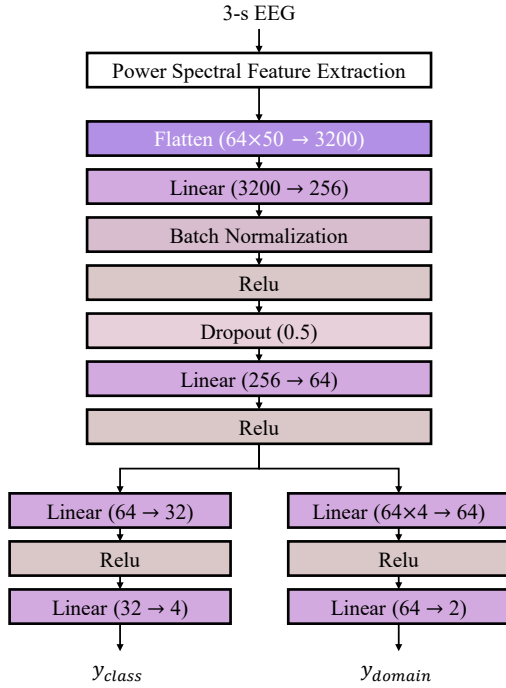 3-s EEG
Power Spectral Feature Extraction
Flatten (64×50 → 3200)
Linear (3200 → 256)
Batch Normalization
Relu
Dropout (0.5)
Linear (256 → 64)
Relu
Linear (64 → 32)
Relu
Linear (32 → 4)
y_class
Linear (64×4 → 64)
Relu
Linear (64 → 2)
y_domain